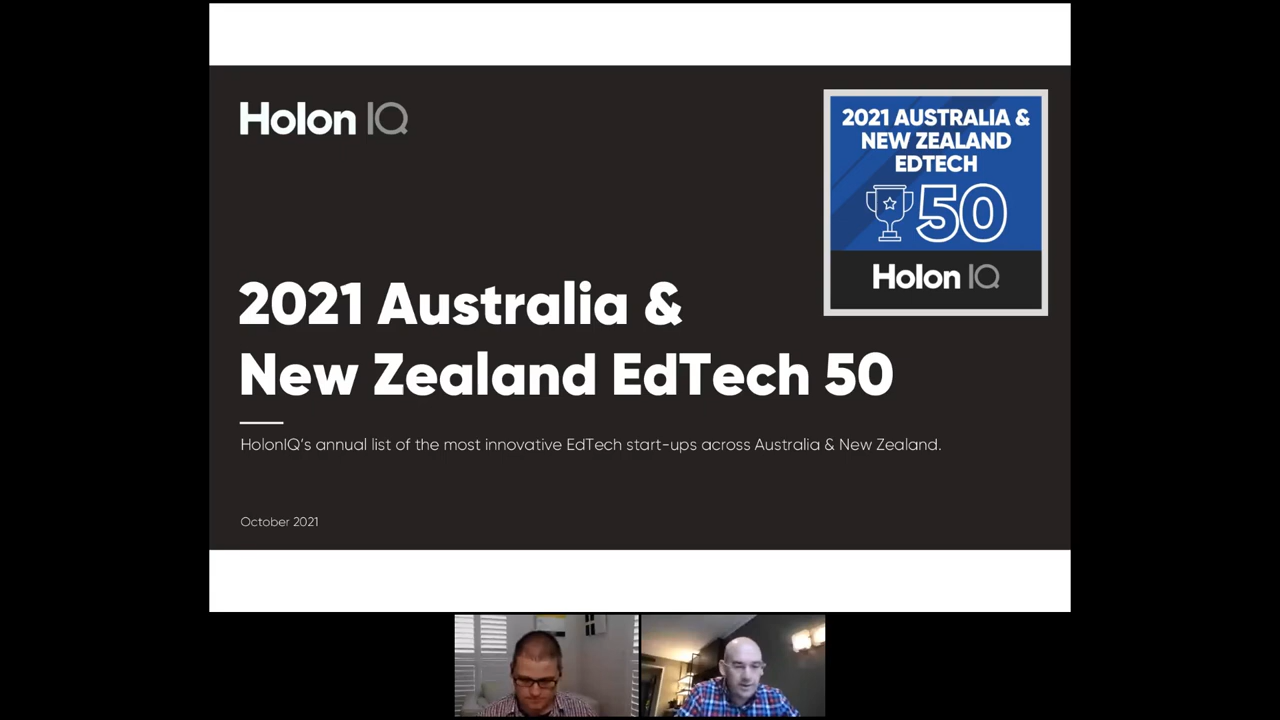 Holon IQ
2021 AUSTRALIA &
NEW ZEALAND
EDTECH
50
Holon IQ
2021 Australia &
New Zealand EdTech 50
HolonIQ's annual list of the most innovative EdTech start-ups across Australia & New Zealand.
October 2021